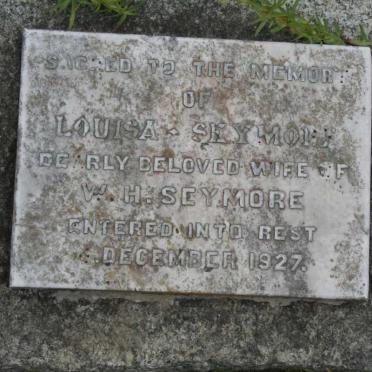 SACRED TO THE MEMORY
OF
LOUISA SEYMORE
DEARLY BELOVED WIFE OF
W. H. SEYMORE
ENTERED INTO REST
DECEMBER 1927.